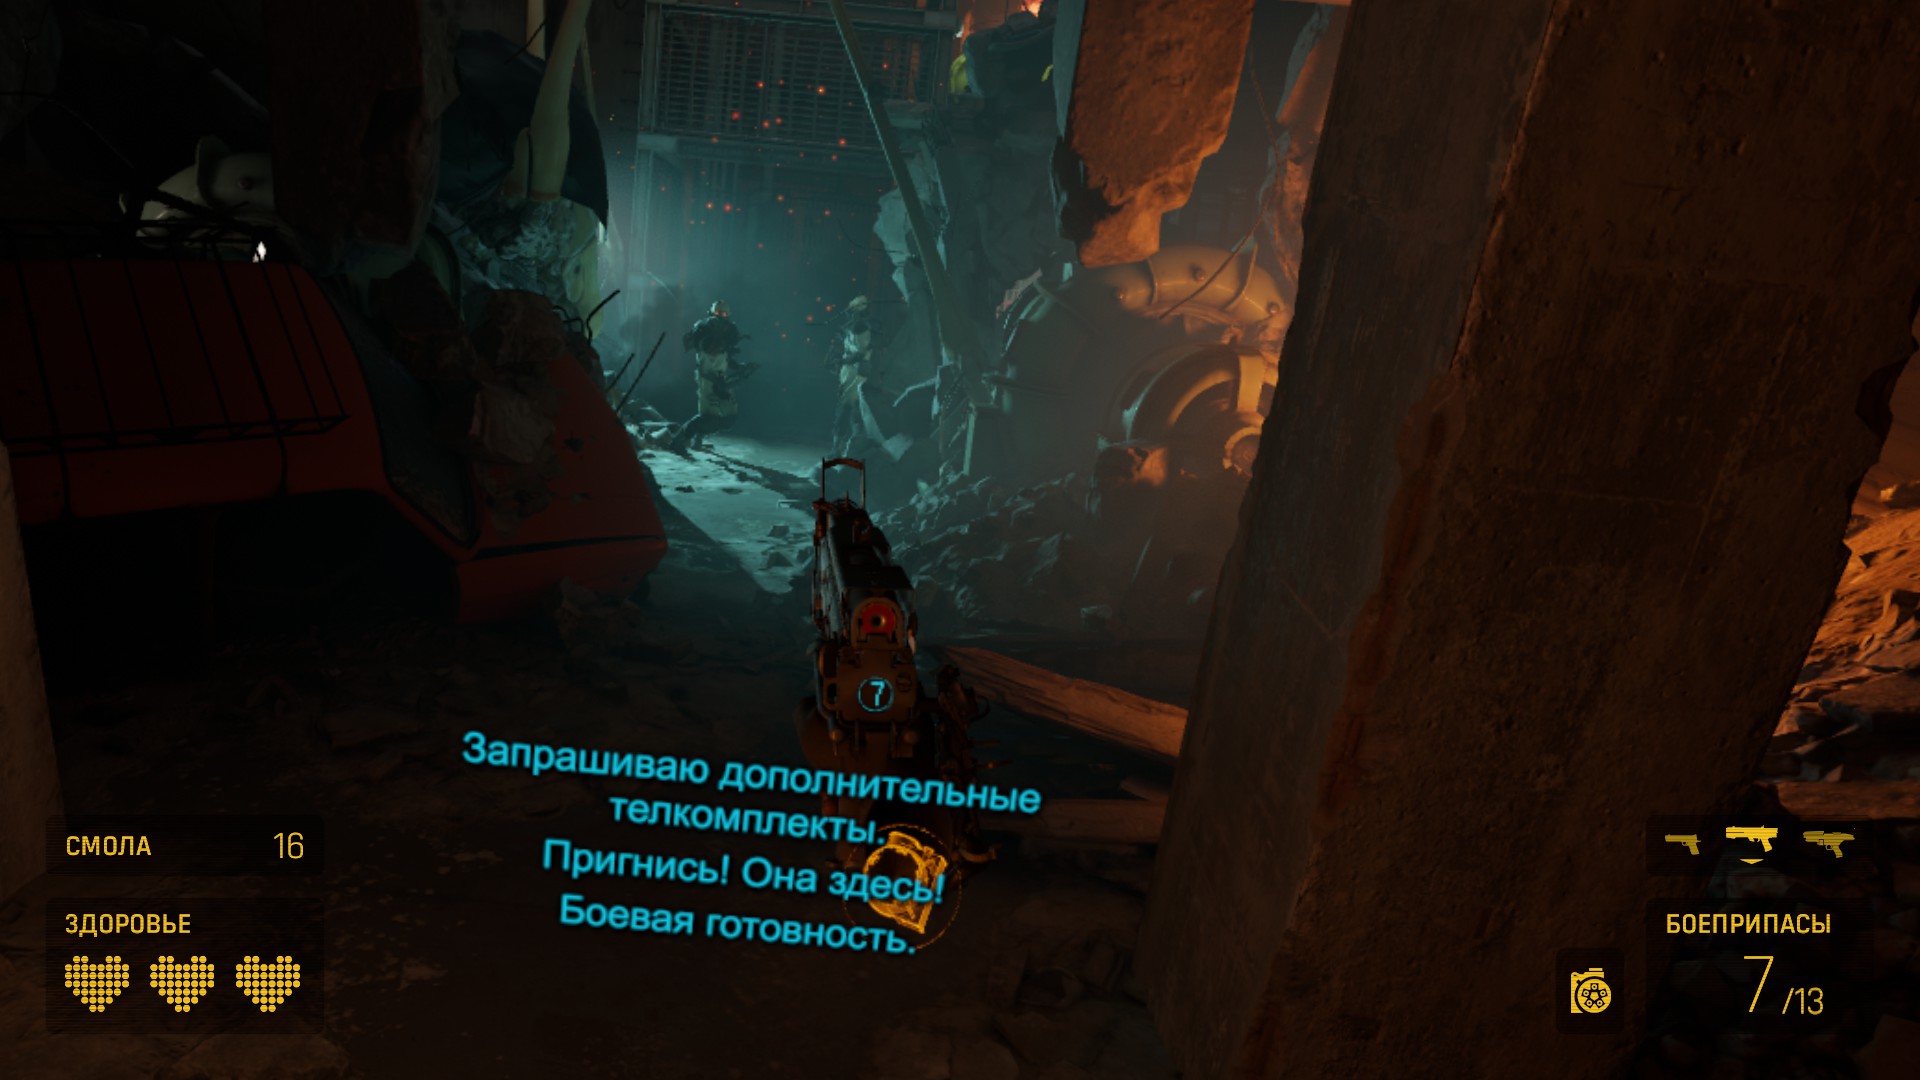 7
Запрашиваю дополнительные
телкомплекты.
Пригнись! Она здесь!
Боевая готовность.
СМОЛА 16
ЗДОРОВЬЕ
БОЕПРИПАСЫ
7/13